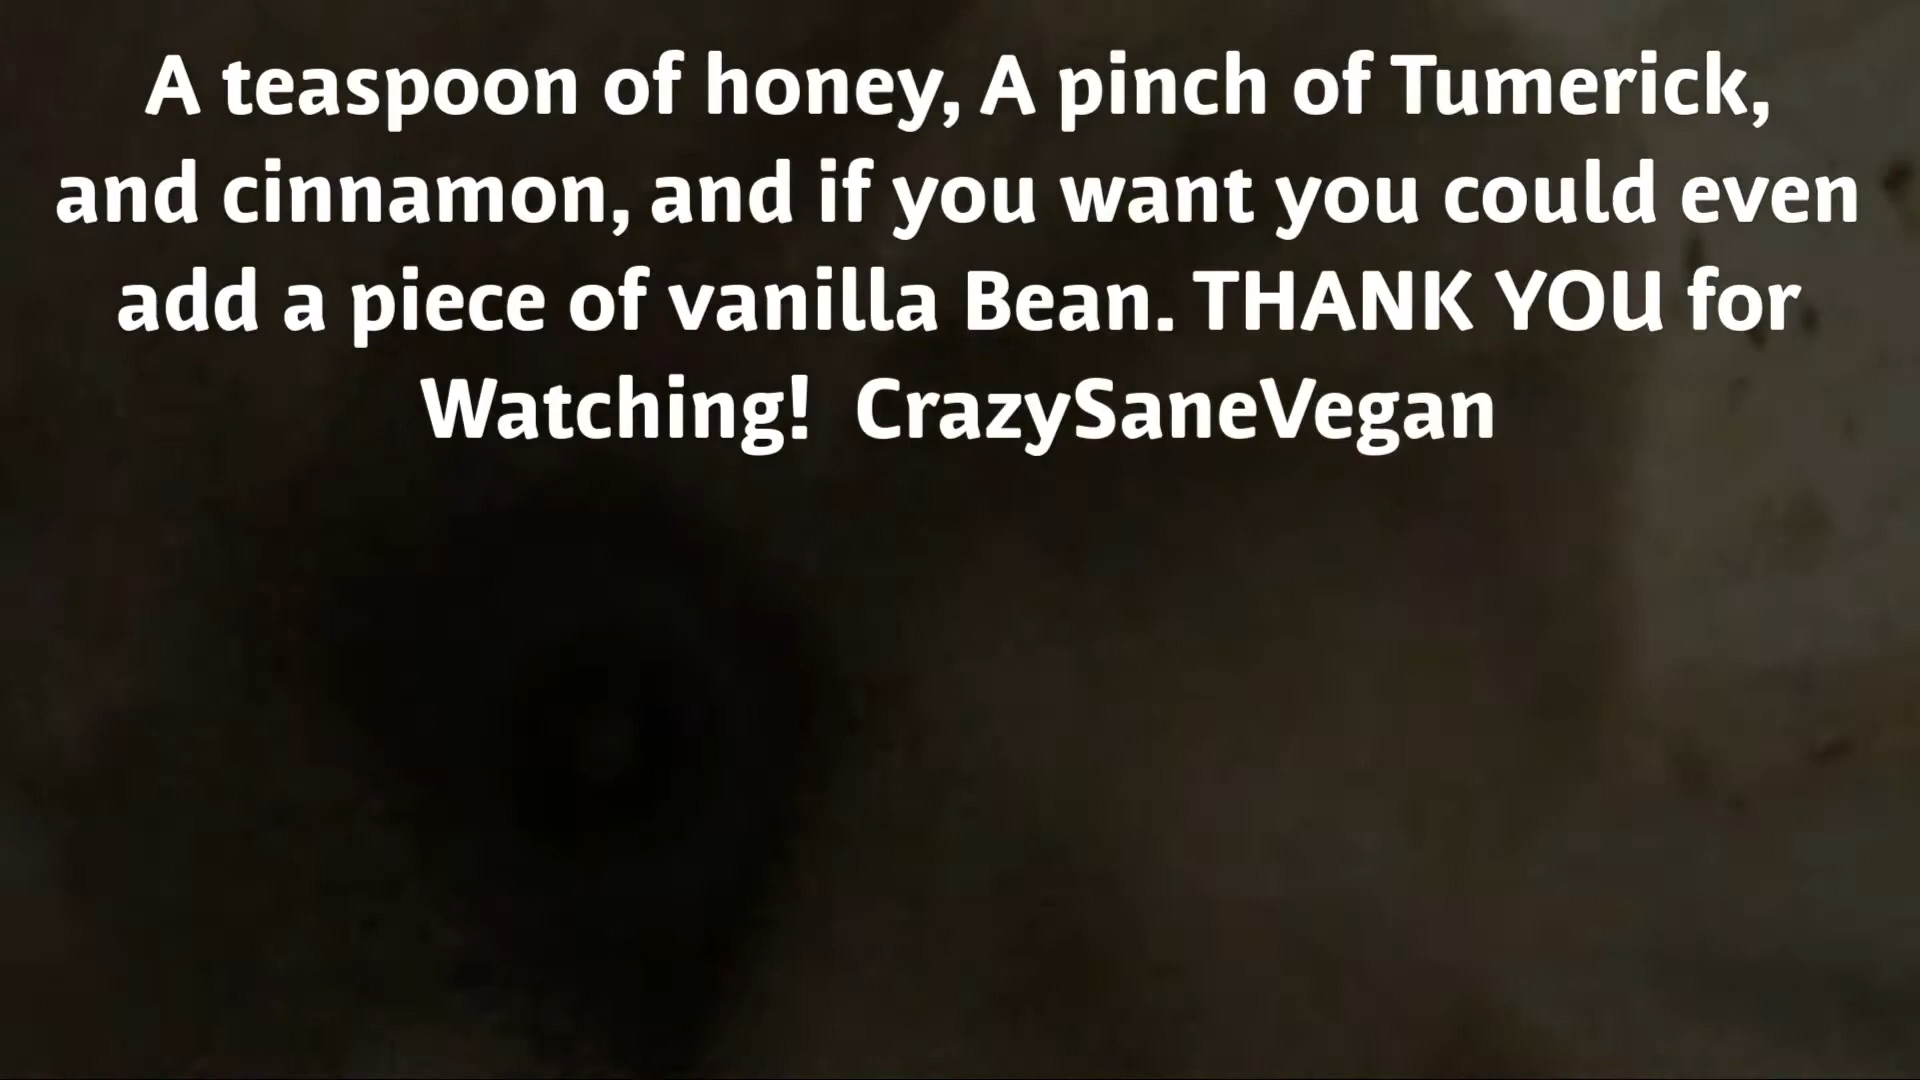 A teaspoon of honey, A pinch of Tumerick,
and cinnamon, and if you want you could even
add a piece of vanilla Bean. THANK YOU for
Watching!  CrazySaneVegan